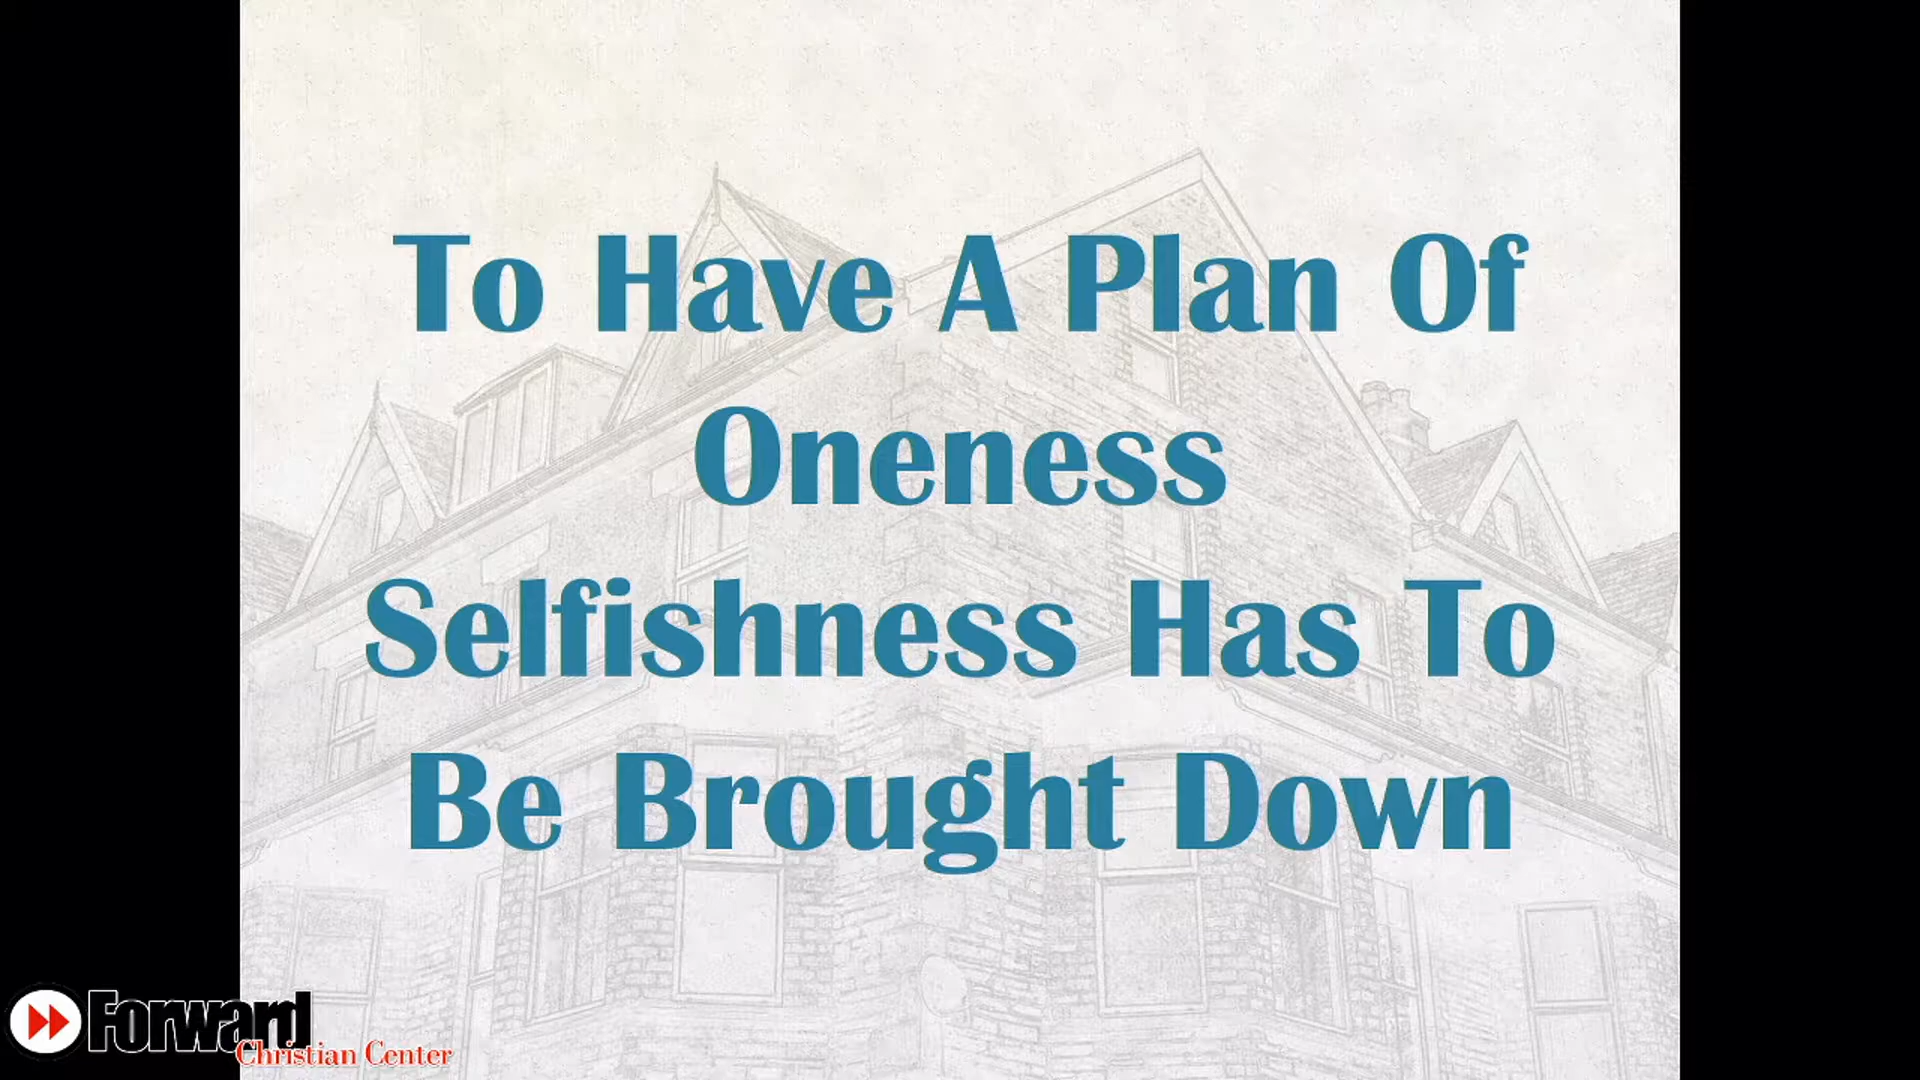 To Have A Plan Of
Oneness
Selfishness Has To
Be Brought Down
Forward
Christian Center